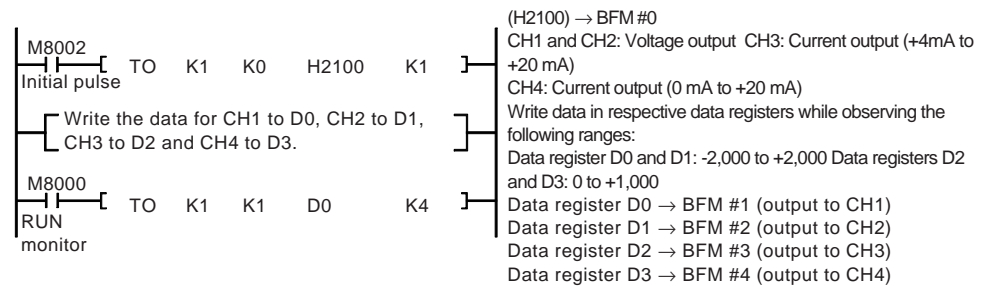 M8002
TO K1 K0 H2100 K1
Initial pulse
Write the data for CH1 to D0, CH2 to D1,
CH3 to D2 and CH4 to D3.
M8000
TO K1 K1 D0 K4
RUN
monitor
(H2100) → BFM #0
CH1 and CH2: Voltage output CH3: Current output (+4mA to
+20 mA)
CH4: Current output (0 mA to +20 mA)
Write data in respective data registers while observing the
following ranges:
Data register D0 and D1: -2,000 to +2,000 Data registers D2
and D3: 0 to +1,000
Data register D0 → BFM #1 (output to CH1)
Data register D1 → BFM #2 (output to CH2)
Data register D2 → BFM #3 (output to CH3)
Data register D3 → BFM #4 (output to CH4)